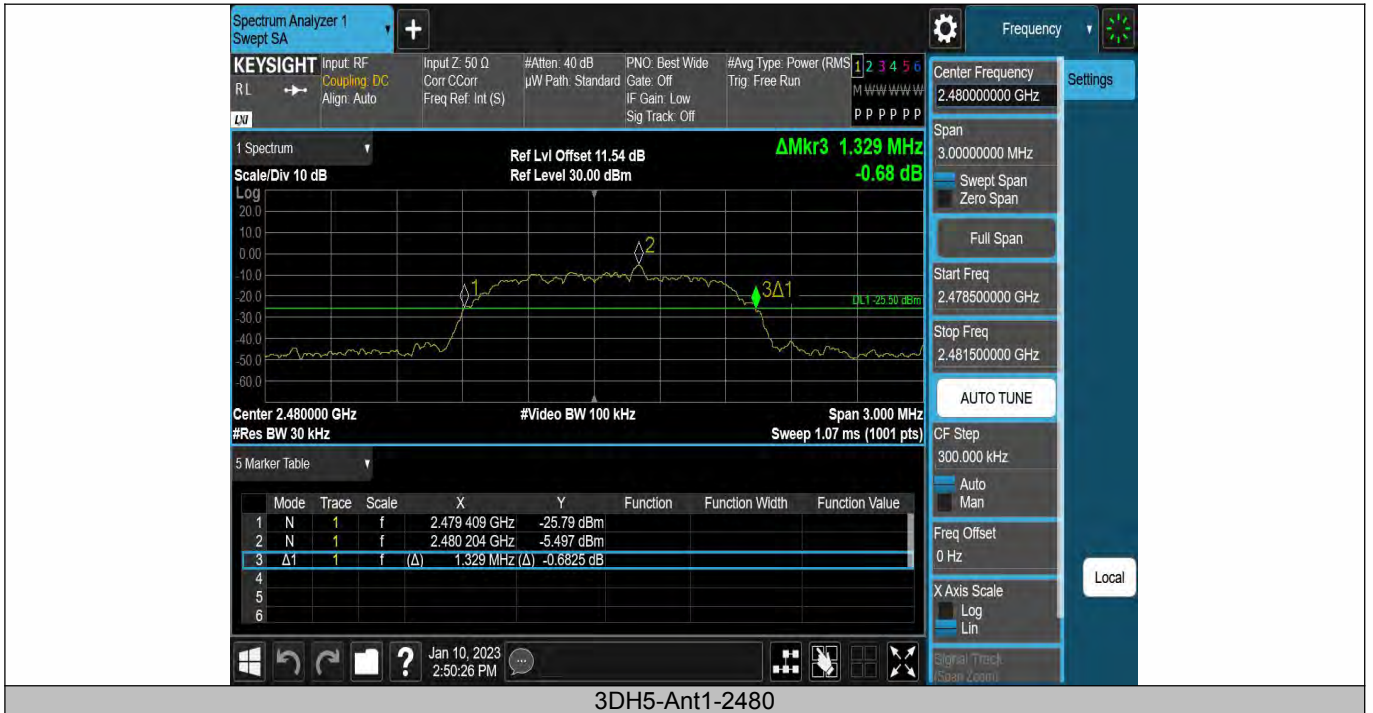 Spectrum Analyzer 1
Swept SA
+
Frequency
KEYSIGHT
RL
LXI
Input: RF
Coupling: DC
Align: Auto
Input Z: 50 Ω
Corr CCorr
Freq Ref: Int (S)
#Atten: 40 dB
µW Path: Standard
PNO: Best Wide
Gate: Off
IF Gain: Low
Sig Track: Off
#Avg Type: Power (RMS
Trig: Free Run
1 2 3 4 5 6
M W W W W W
P P P P P P
1 Spectrum
Scale/Div 10 dB
Ref Lvl Offset 11.54 dB
Ref Level 30.00 dBm
ΔMkr3 1.329 MHz
-0.68 dB
Log
20.0
10.0
0.00
-10.0
-20.0
-30.0
-40.0
-50.0
-60.0
1
2
3Δ1
DL1 -25.50 dBm
Center 2.480000 GHz
#Video BW 100 kHz
Span 3.000 MHz
#Res BW 30 kHz
Sweep 1.07 ms (1001 pts)
5 Marker Table
Mode Trace Scale X Y Function Function Width Function Value
1 N 1 f 2.479 409 GHz -25.79 dBm
2 N 1 f 2.480 204 GHz -5.497 dBm
3 Δ1 1 f (Δ) 1.329 MHz (Δ) -0.6825 dB
4
5
6
Jan 10, 2023
2:50:26 PM
Center Frequency
2.480000000 GHz
Settings
Span
3.00000000 MHz
Swept Span
Zero Span
Full Span
Start Freq
2.478500000 GHz
Stop Freq
2.481500000 GHz
AUTO TUNE
CF Step
300.000 kHz
Auto
Man
Freq Offset
0 Hz
X Axis Scale
Log
Lin
Signal Track
(Span Zoom)
Local
?
3DH5-Ant1-2480